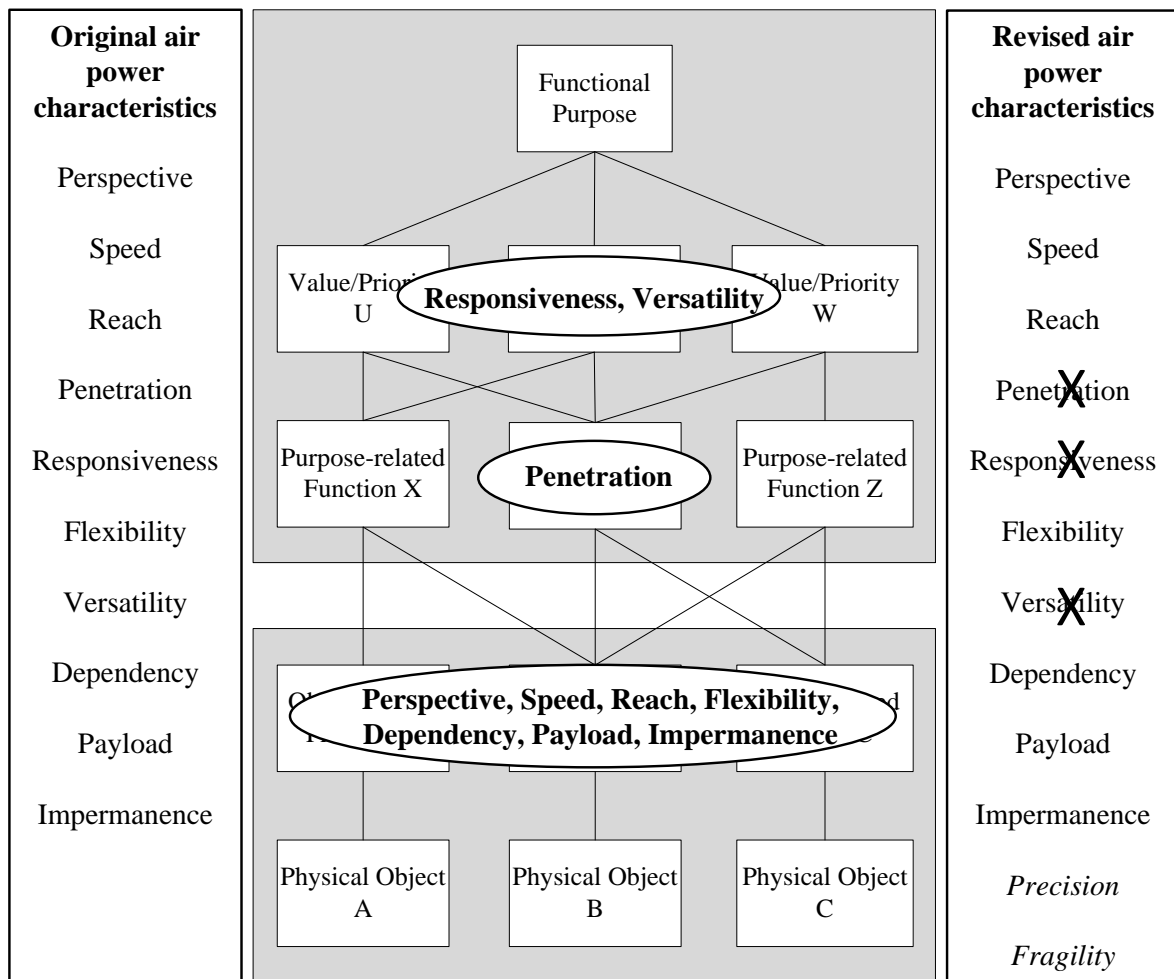 Original air
power
characteristics
Perspective
Speed
Reach
Penetration
Responsiveness
Flexibility
Versatility
Dependency
Payload
Impermanence
Functional
Purpose
Value/Priority
U
Responsiveness, Versatility
Value/Priority
W
Purpose-related
Function X
Penetration
Purpose-related
Function Z
Perspective, Speed, Reach, Flexibility,
Dependency, Payload, Impermanence
Physical Object
A
Physical Object
B
Physical Object
C
Revised air
power
characteristics
Perspective
Speed
Reach
Penetration
X
Responsiveness
X
Flexibility
Versatility
X
Dependency
Payload
Impermanence
Precision
Fragility